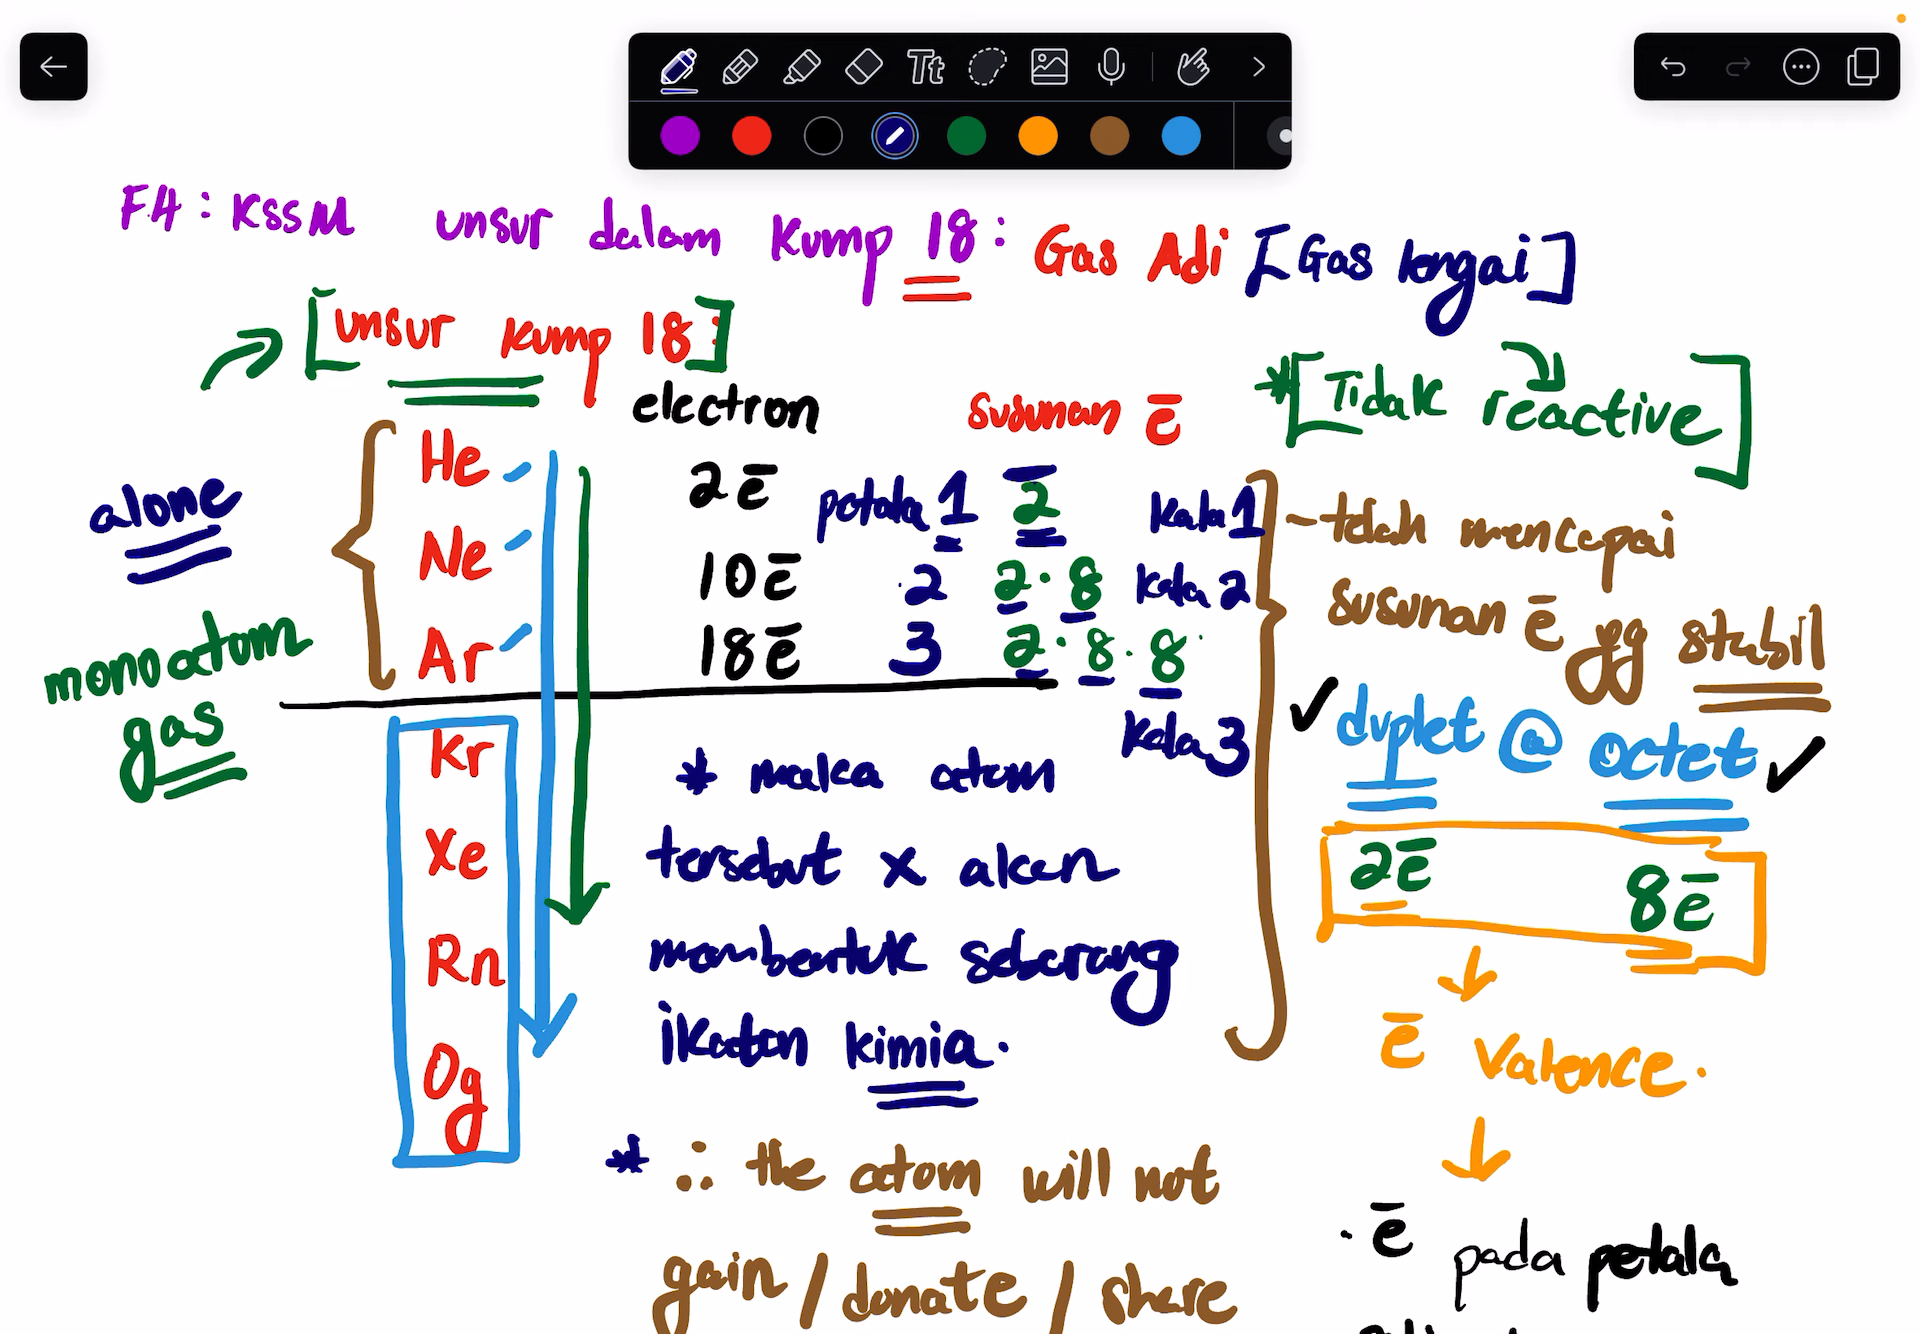 Tt
F4 : KSSM unsur dalam Kump 18 : Gas Adi [Gas lengai]
[unsur kump 18:]
electron
susunan ē
*[Tidak reactive]
alone
monoatom
gas
He 2ē petala 1 2 Kala 1
Ne 10ē 2 2.8 Kala 2
Ar 18ē 3 2.8.8
Kala 3
Kr
Xe
Rn
Og
* maka atom
tersebut x akan
membentuk sebarang
ikatan kimia.
* ∴ the atom will not
gain / donate / share
- telah mencapai
susunan ē yg stabil
✓ duplet @ octet ✓
2ē 8ē
ē valence.
. ē pada petala